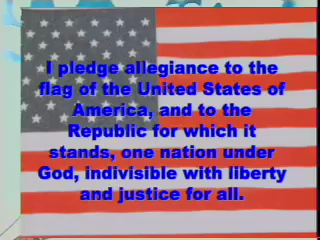 I pledge allegiance to the
flag of the United States of
America, and to the
Republic for which it
stands, one nation under
God, indivisible with liberty
and justice for all.